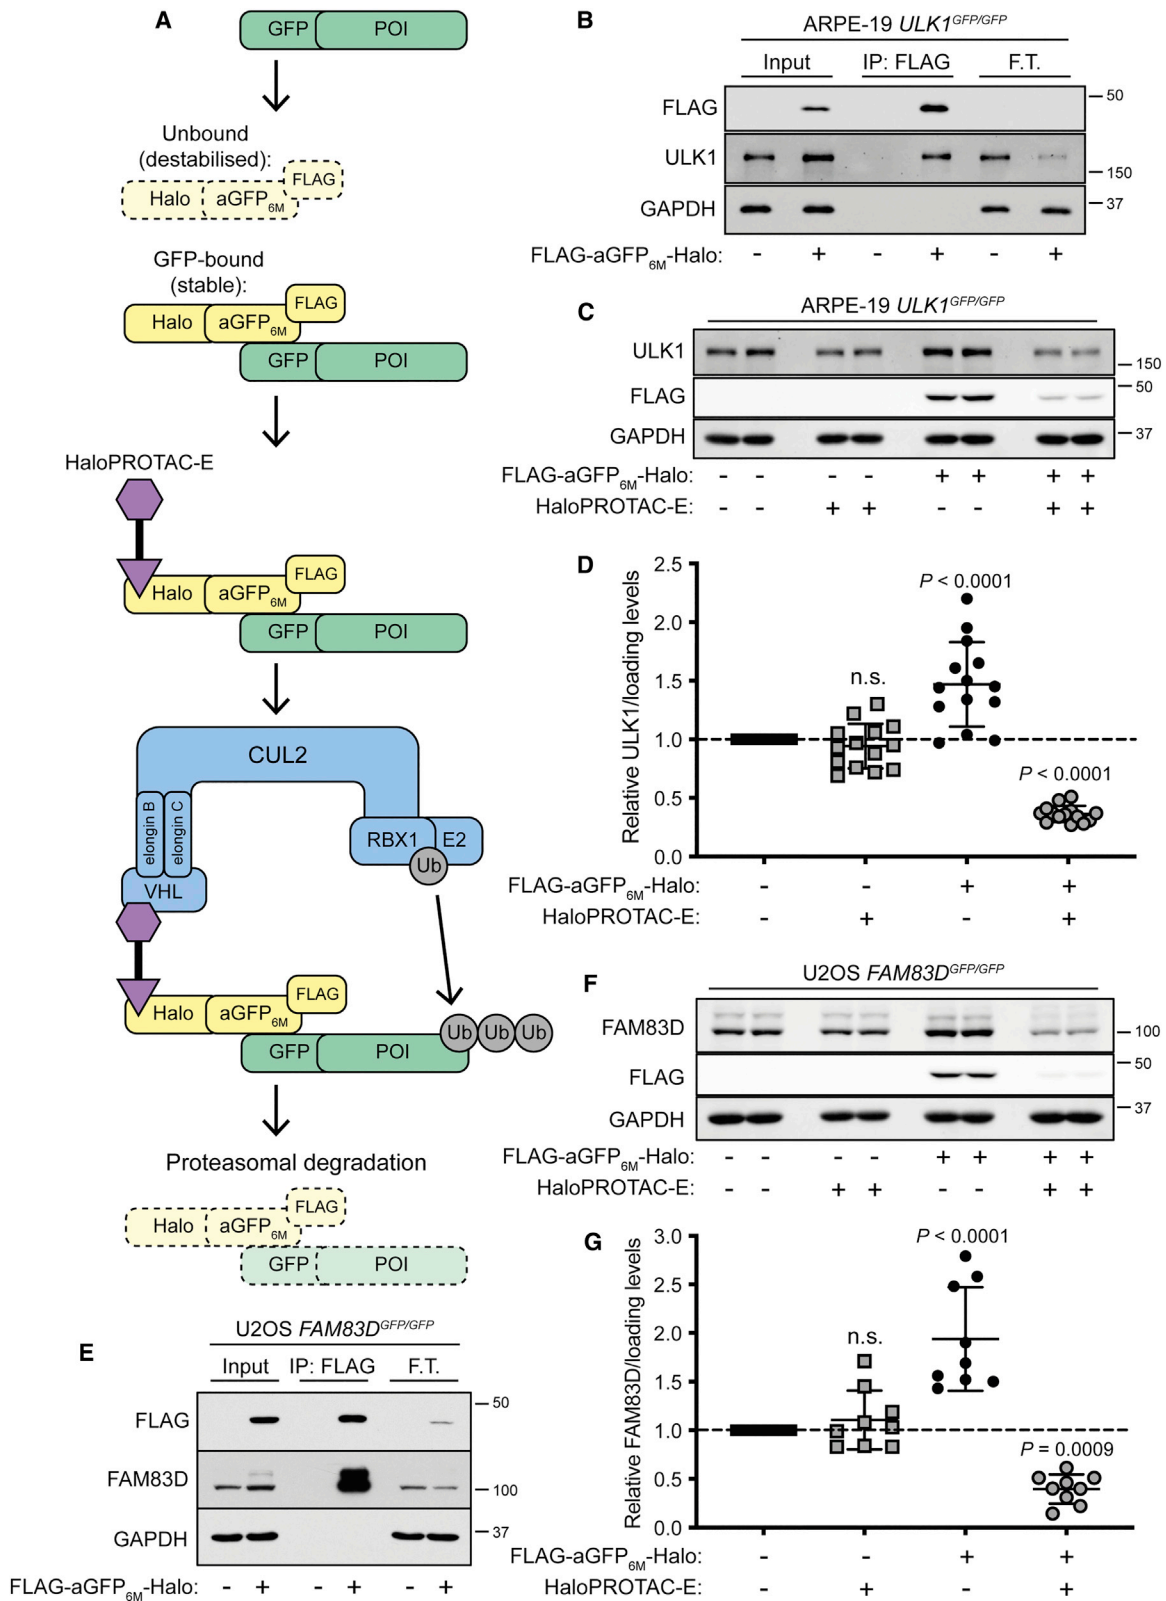 A
GFP POI
Unbound
(destabilised):
FLAG
Halo aGFP6M
GFP-bound
(stable):
FLAG
Halo aGFP6M
GFP POI
HaloPROTAC-E
FLAG
Halo aGFP6M
GFP POI
CUL2
elongin B elongin C
RBX1 E2
Ub
VHL
FLAG
Halo aGFP6M
Ub Ub Ub
GFP POI
Proteasomal degradation
FLAG
Halo aGFP6M
GFP POI
B
ARPE-19 ULK1GFP/GFP
Input IP: FLAG F.T.
FLAG 50
ULK1 150
GAPDH 37
FLAG-aGFP6M-Halo: - + - + - +
C
ARPE-19 ULK1GFP/GFP
ULK1 150
FLAG 50
GAPDH 37
FLAG-aGFP6M-Halo: - - - - + + + +
HaloPROTAC-E: - - + + - - + +
D
Relative ULK1/loading levels
2.5
2.0
1.5
1.0
0.5
0.0
n.s.
P < 0.0001
P < 0.0001
FLAG-aGFP6M-Halo: - - + +
HaloPROTAC-E: - + - +
E
U2OS FAM83DGFP/GFP
Input IP: FLAG F.T.
FLAG 50
FAM83D 100
GAPDH 37
FLAG-aGFP6M-Halo: - + - + - +
F
U2OS FAM83DGFP/GFP
FAM83D 100
FLAG 50
GAPDH 37
FLAG-aGFP6M-Halo: - - - - + + + +
HaloPROTAC-E: - - + + - - + +
G
Relative FAM83D/loading levels
3.0
2.5
2.0
1.5
1.0
0.5
0.0
n.s.
P < 0.0001
P = 0.0009
FLAG-aGFP6M-Halo: - - + +
HaloPROTAC-E: - + - +